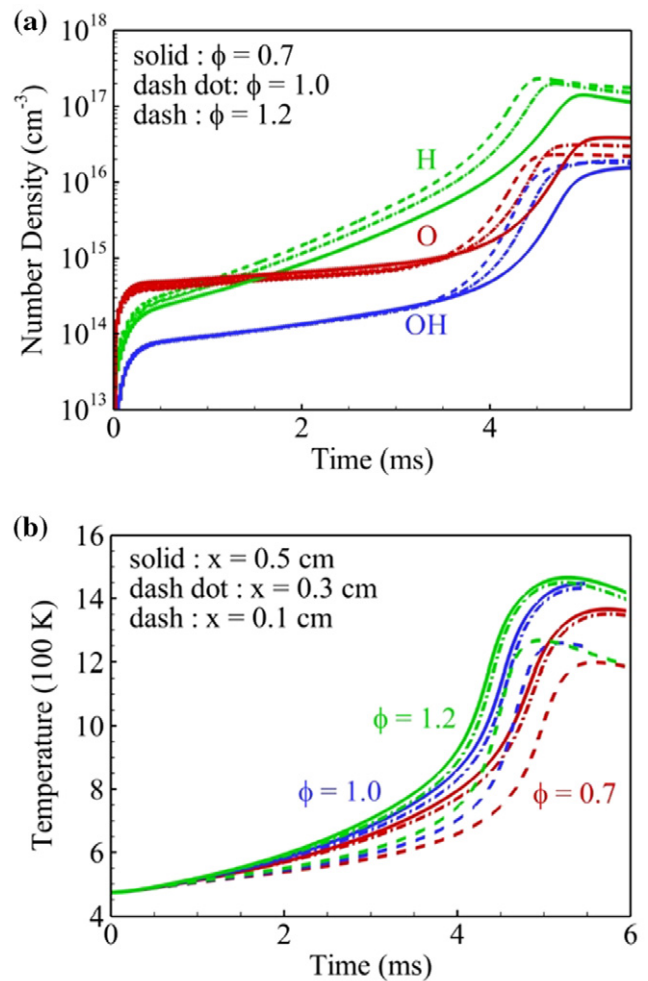 (a)
10^18
10^17
10^16
10^15
10^14
10^13
Number Density (cm^-3)
solid : ϕ = 0.7
dash dot: ϕ = 1.0
dash : ϕ = 1.2
H
O
OH
0
2
4
Time (ms)
(b)
16
14
12
10
8
6
4
Temperature (100 K)
solid : x = 0.5 cm
dash dot : x = 0.3 cm
dash : x = 0.1 cm
ϕ = 1.2
ϕ = 1.0
ϕ = 0.7
0
2
4
6
Time (ms)